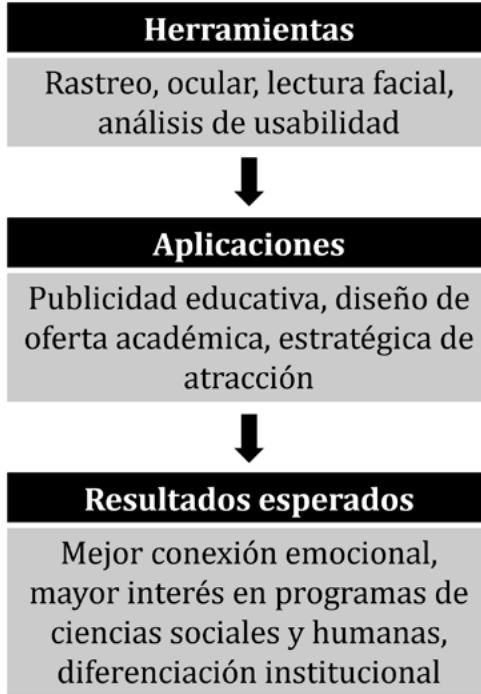 Herramientas
Rastreo, ocular, lectura facial,
análisis de usabilidad
Aplicaciones
Publicidad educativa, diseño de
oferta académica, estratégica de
atracción
Resultados esperados
Mejor conexión emocional,
mayor interés en programas de
ciencias sociales y humanas,
diferenciación institucional